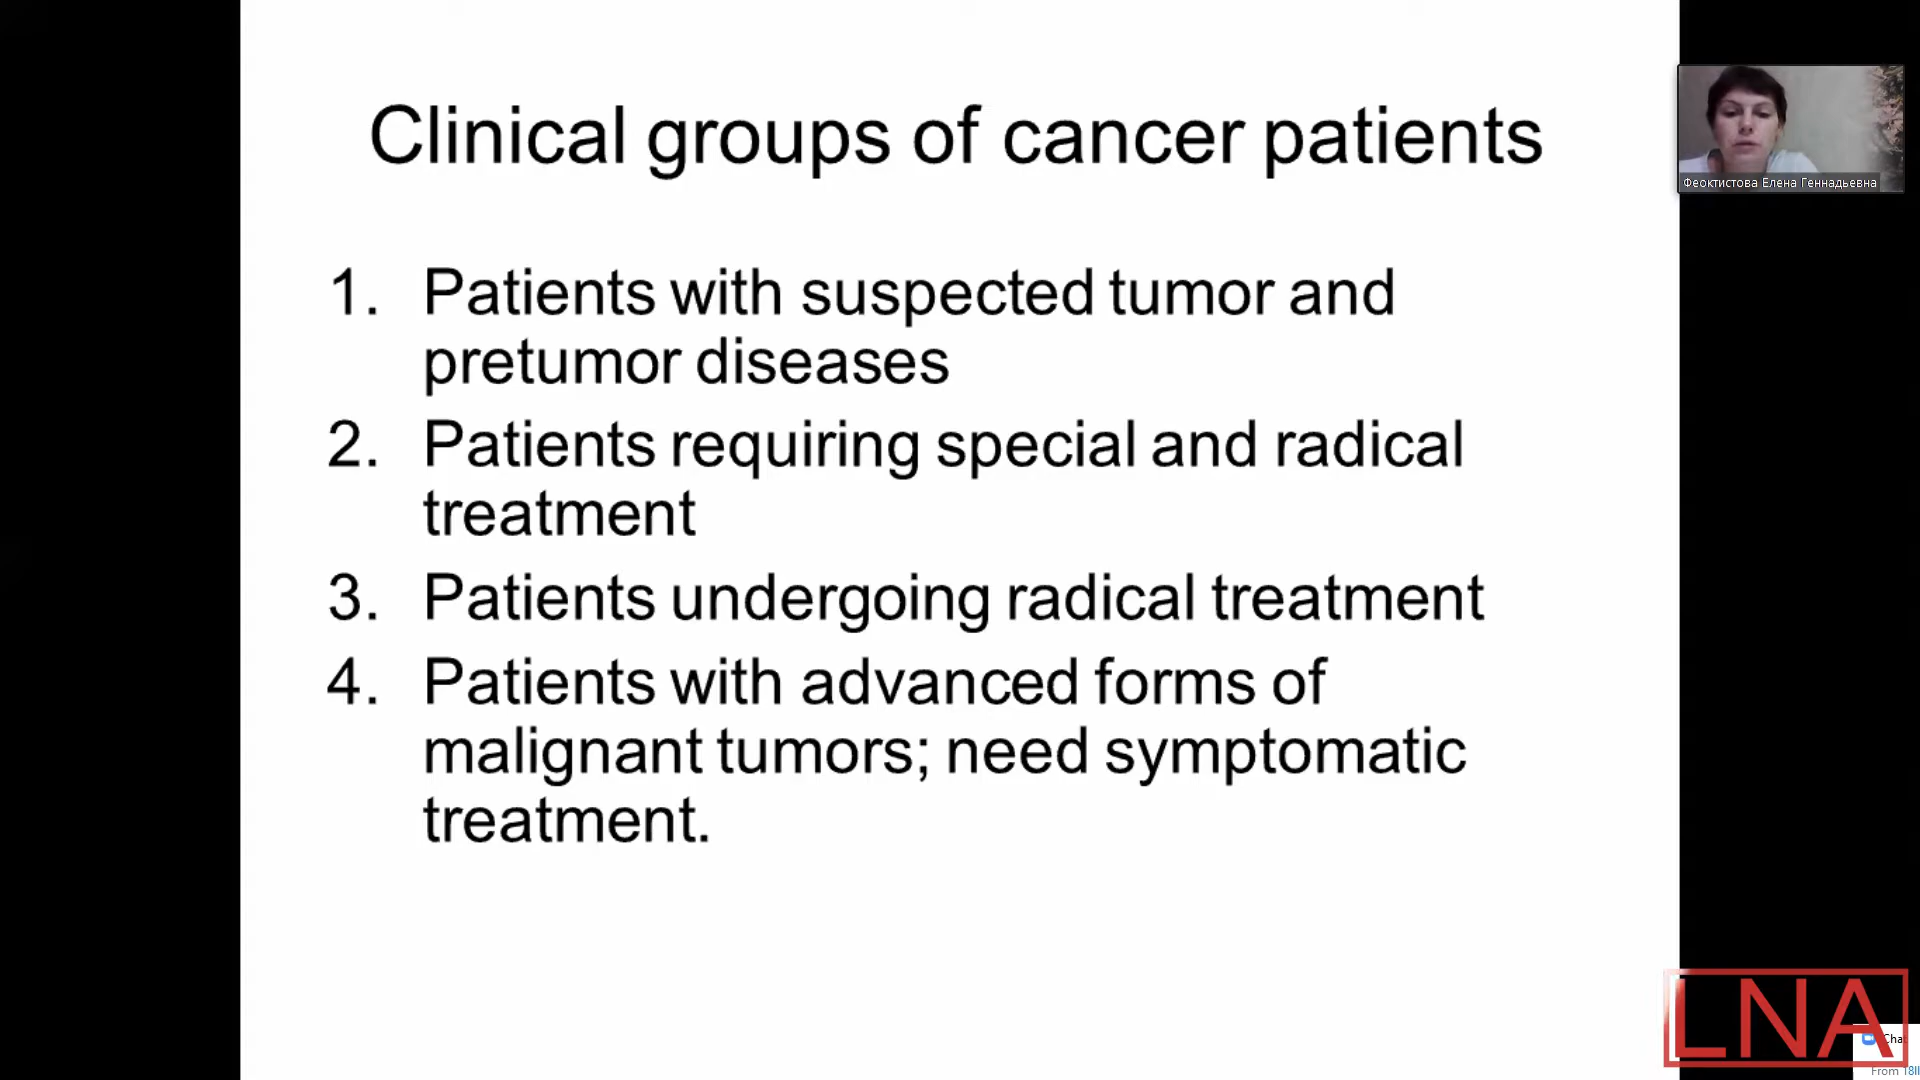 Clinical groups of cancer patients
1. Patients with suspected tumor and
pretumor diseases
2. Patients requiring special and radical
treatment
3. Patients undergoing radical treatment
4. Patients with advanced forms of
malignant tumors; need symptomatic
treatment.
Феоктистова Елена Геннадьевна
LNA
From